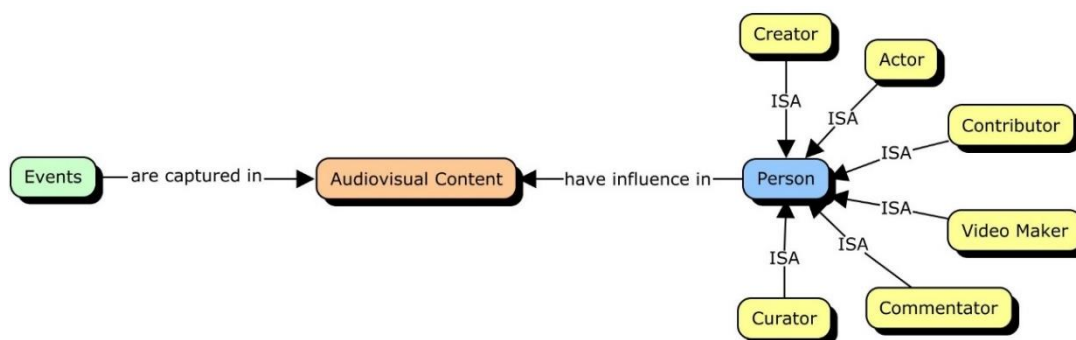 Creator
Actor
ISA
ISA
Contributor
ISA
Events
are captured in
Audiovisual Content
have influence in
Person
ISA
Video Maker
ISA
ISA
Curator
Commentator